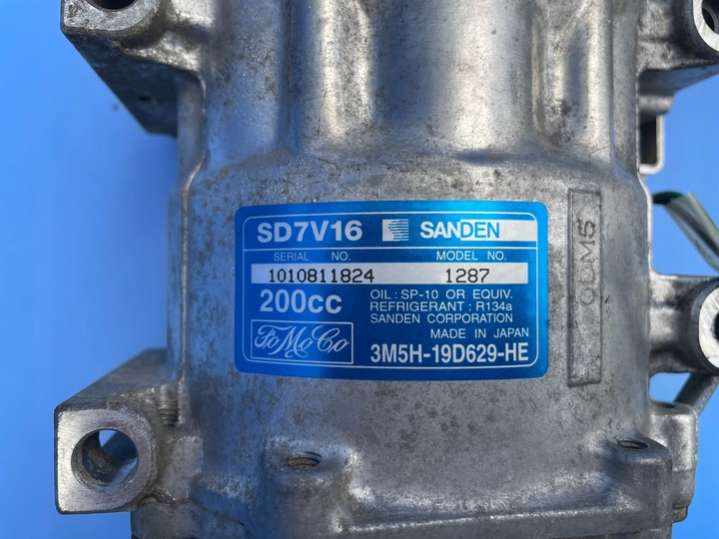 SD7V16 SANDEN
SERIAL NO. MODEL NO.
1010811824 1287
200cc
OIL : SP-10 OR EQUIV.
REFRIGERANT : R134a
SANDEN CORPORATION
MADE IN JAPAN
FoMoCo
3M5H-19D629-HE